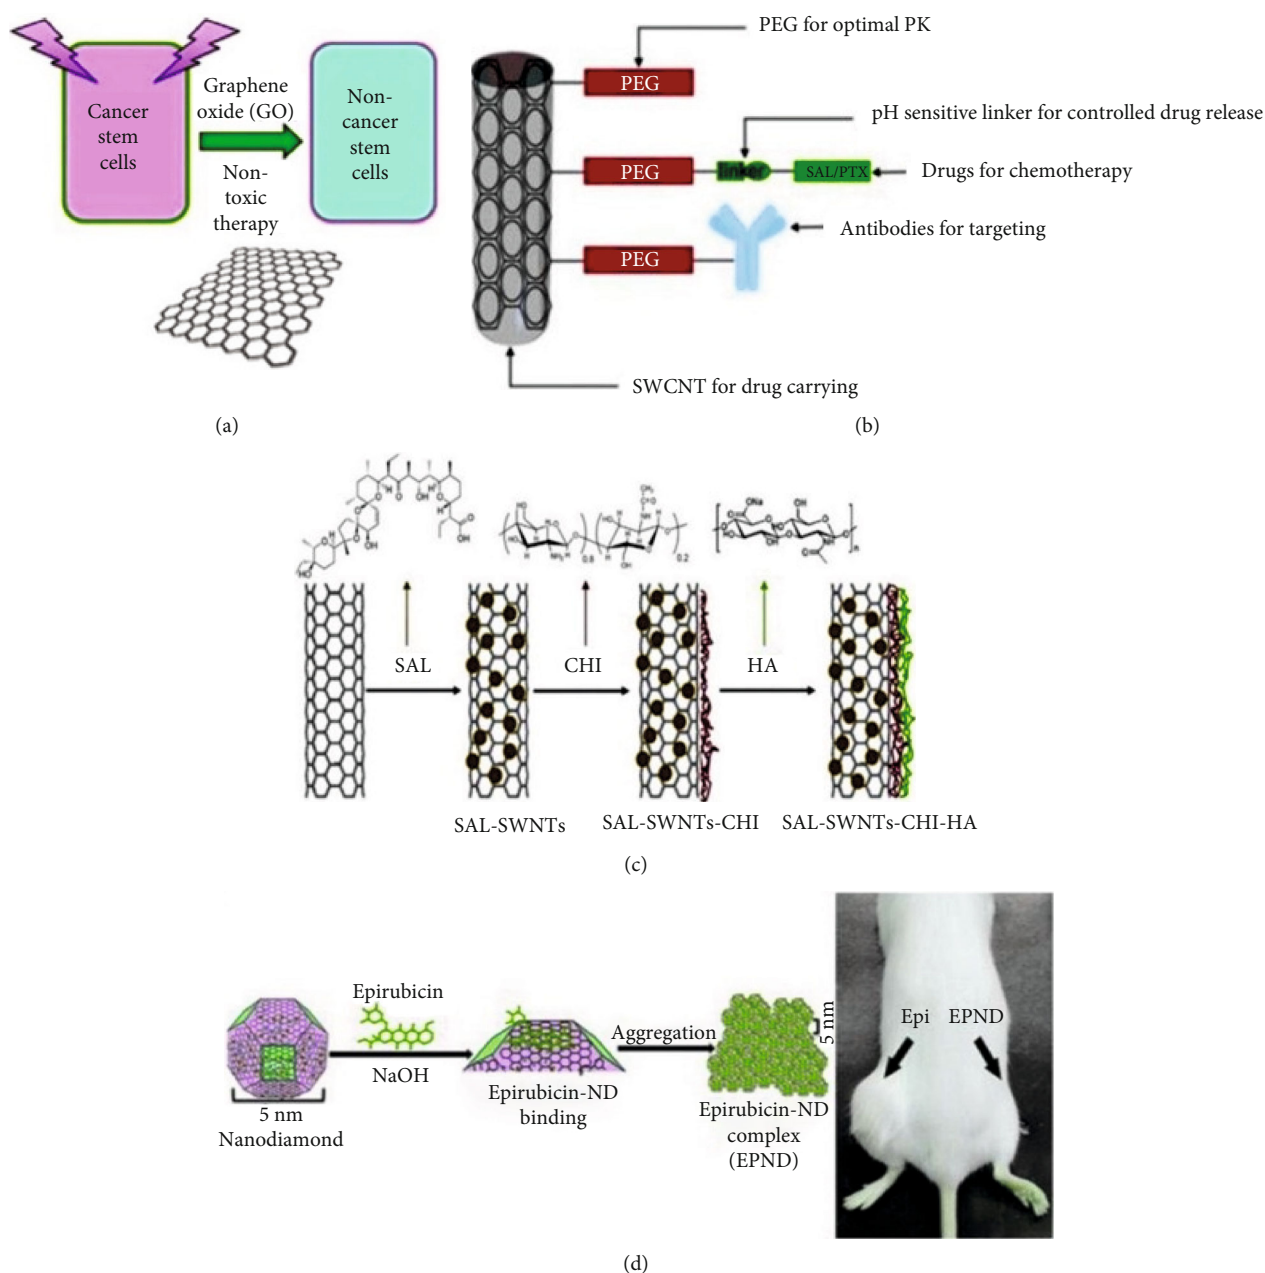 Cancer
stem
cells
Graphene
oxide (GO)
Non-
toxic
therapy
Non-
cancer
stem
cells
(a)
PEG for optimal PK
PEG
pH sensitive linker for controlled drug release
PEG
linker
SAL/PTX
Drugs for chemotherapy
Antibodies for targeting
PEG
SWCNT for drug carrying
(b)
SAL
CHI
HA
SAL-SWNTs
SAL-SWNTs-CHI
SAL-SWNTs-CHI-HA
(c)
Epirubicin
NaOH
5 nm
Nanodiamond
Epirubicin-ND
binding
Aggregation
5 nm
Epirubicin-ND
complex
(EPND)
Epi
EPND
(d)